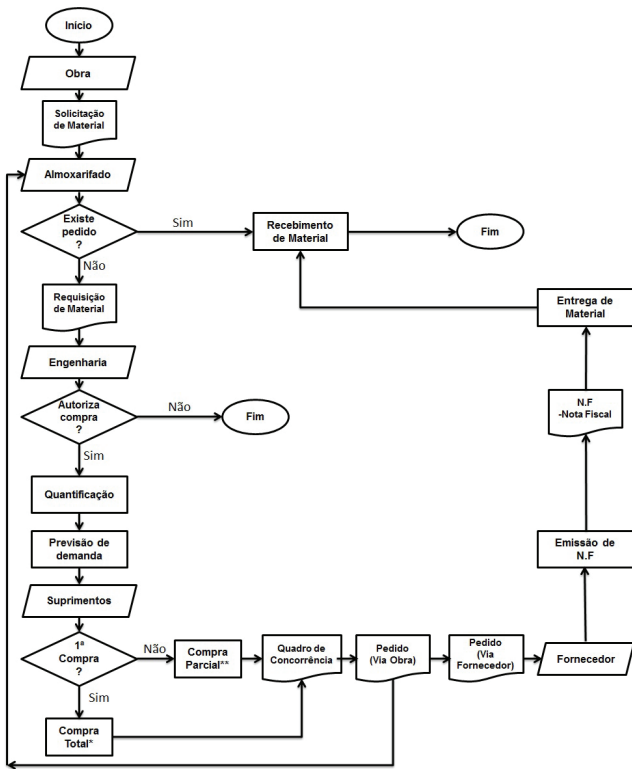 Início
Obra
Solicitação
de Material
Almoxarifado
Existe
pedido
?
Sim
Recebimento
de Material
Fim
Não
Requisição
de Material
Entrega de
Material
Engenharia
Autoriza
compra
?
Não
Fim
N.F
-Nota Fiscal
Sim
Quantificação
Previsão de
demanda
Emissão de
N.F
Suprimentos
1ª
Compra
?
Não
Compra
Parcial**
Quadro de
Concorrência
Pedido
(Via Obra)
Pedido
(Via
Fornecedor)
Fornecedor
Sim
Compra
Total*